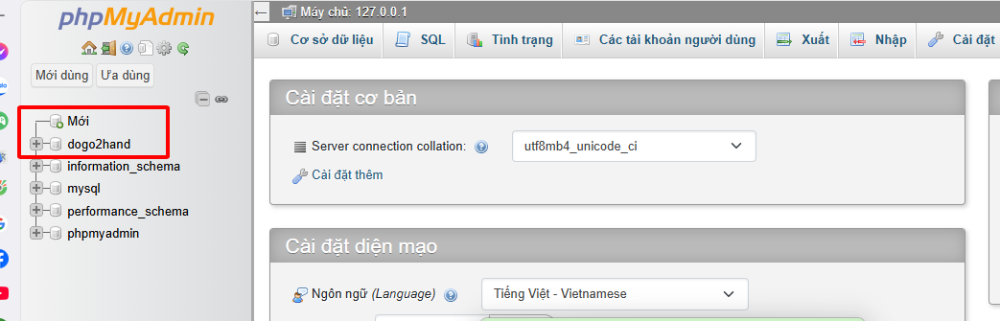 phpMyAdmin
Mới dùng Ưa dùng
Mới
dogo2hand
information_schema
mysql
performance_schema
phpmyadmin
Máy chủ: 127.0.0.1
Cơ sở dữ liệu SQL Tình trạng Các tài khoản người dùng Xuất Nhập Cài đặt
Cài đặt cơ bản
Server connection collation: utf8mb4_unicode_ci
Cài đặt thêm
Cài đặt diện mạo
Ngôn ngữ (Language) Tiếng Việt - Vietnamese